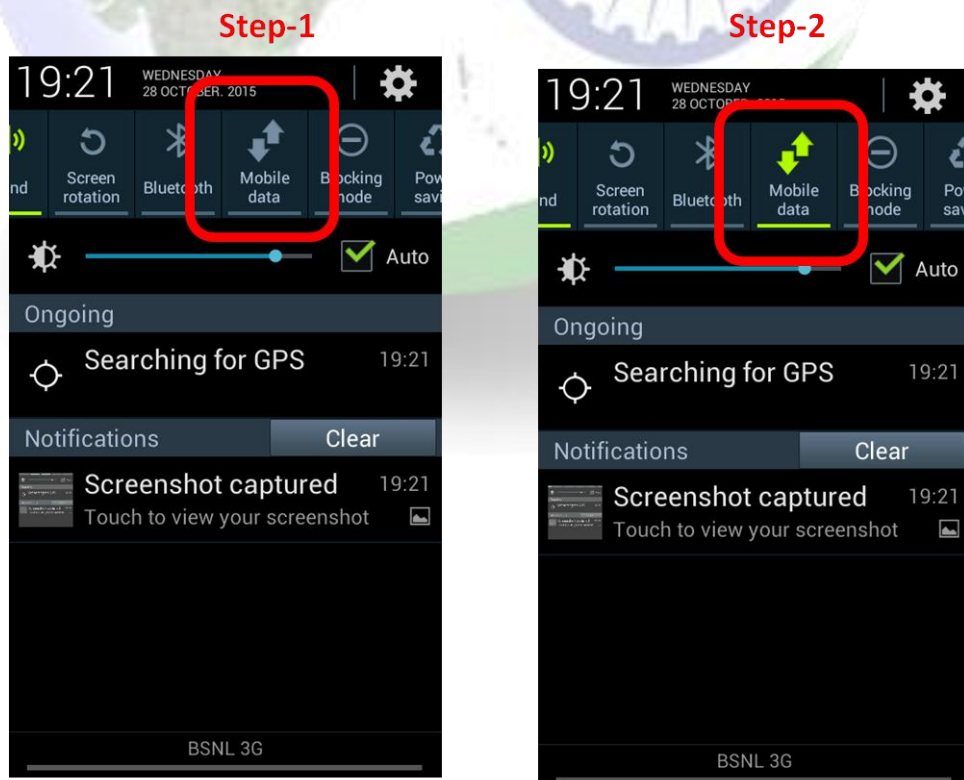 Step-1
19:21
WEDNESDAY
28 OCTOBER. 2015
nd
Screen
rotation
Bluetooth
Mobile
data
mode
Auto
Ongoing
Searching for GPS 19:21
Notifications Clear
Screenshot captured 19:21
Touch to view your screenshot
BSNL 3G
Step-2
19:21
WEDNESDAY
28 OCTOBER. 2015
nd
Screen
rotation
Bluetooth
Mobile
data
mode
Auto
Ongoing
Searching for GPS 19:21
Notifications Clear
Screenshot captured 19:21
Touch to view your screenshot
BSNL 3G